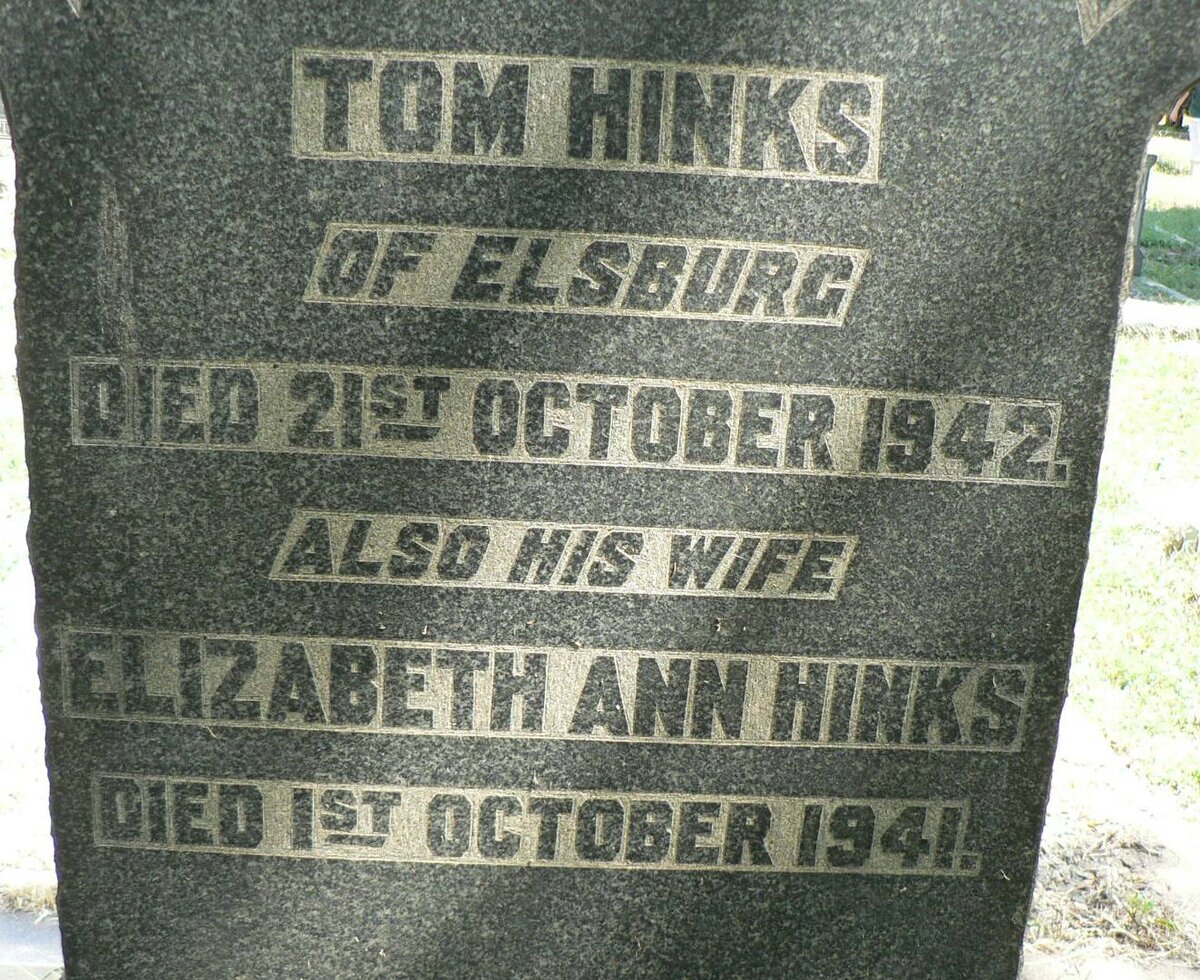 TOM HINKS
OF ELSBURG
DIED 21ST OCTOBER 1942.
ALSO HIS WIFE
ELIZABETH ANN HINKS
DIED 1ST OCTOBER 1941.